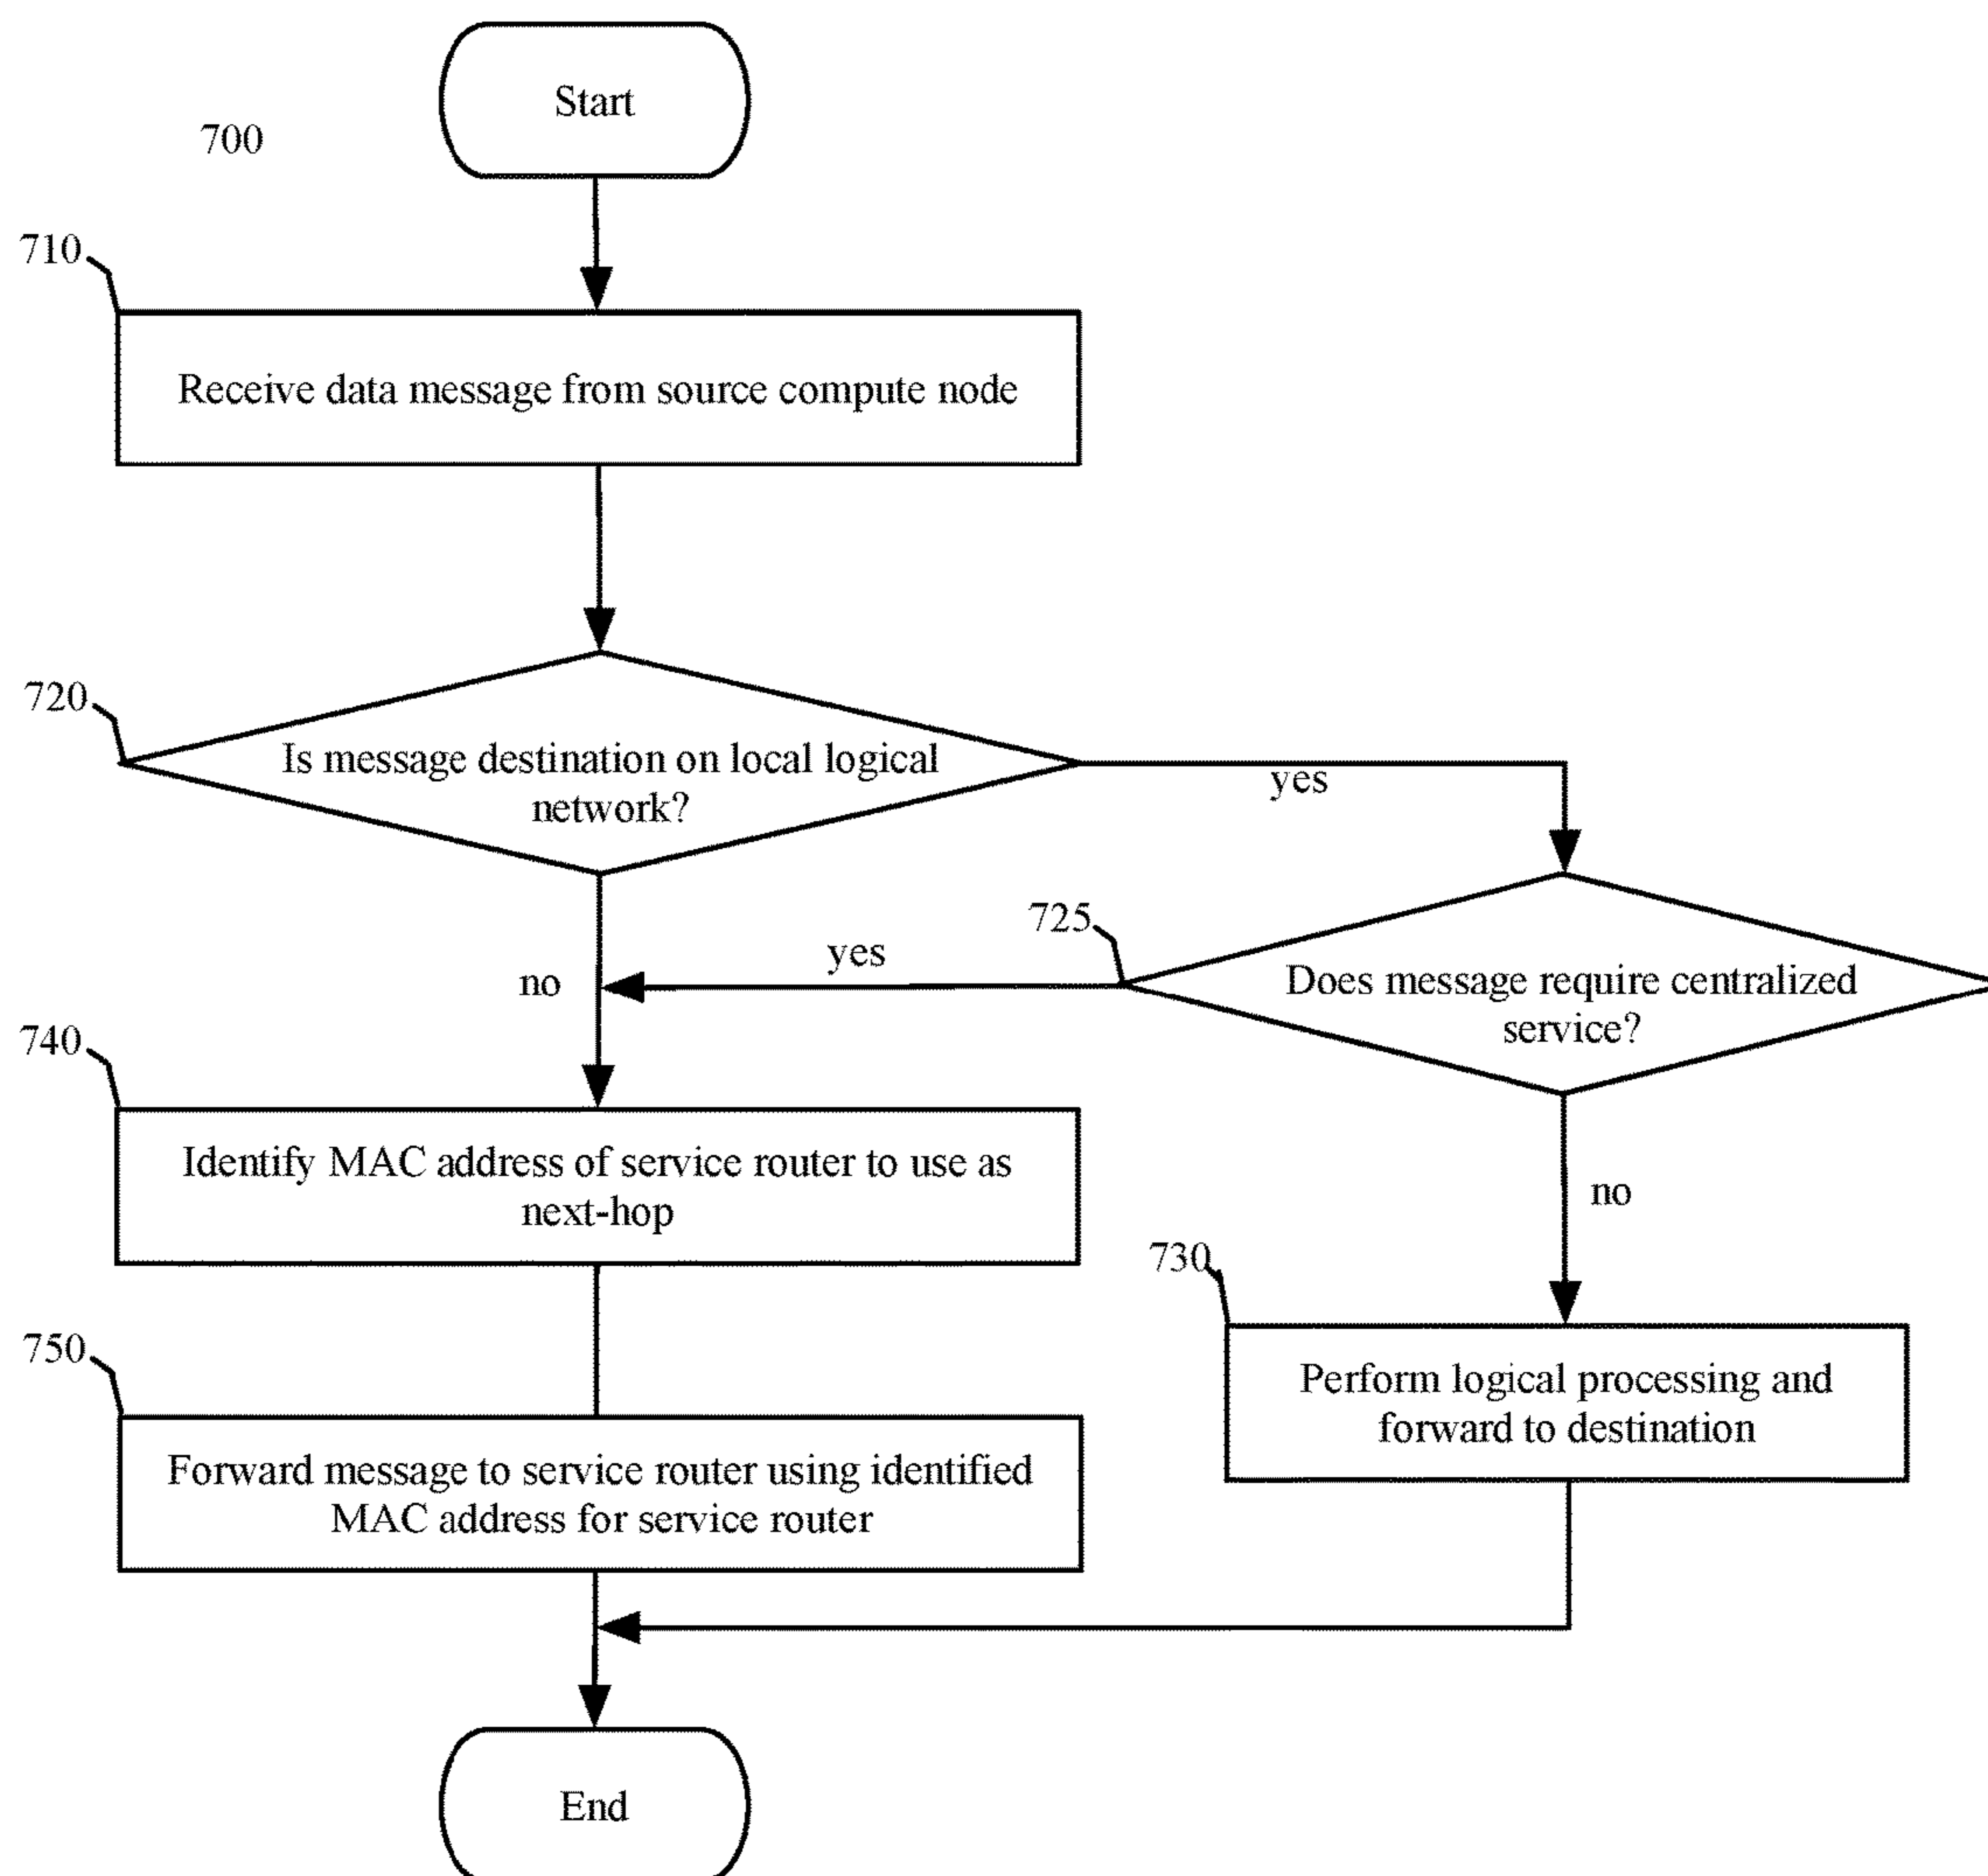 Start
700
710
Receive data message from source compute node
720
Is message destination on local logical
network?
yes
725
yes
no
Does message require centralized
service?
740
Identify MAC address of service router to use as
next-hop
no
730
750
Perform logical processing and
forward to destination
Forward message to service router using identified
MAC address for service router
End